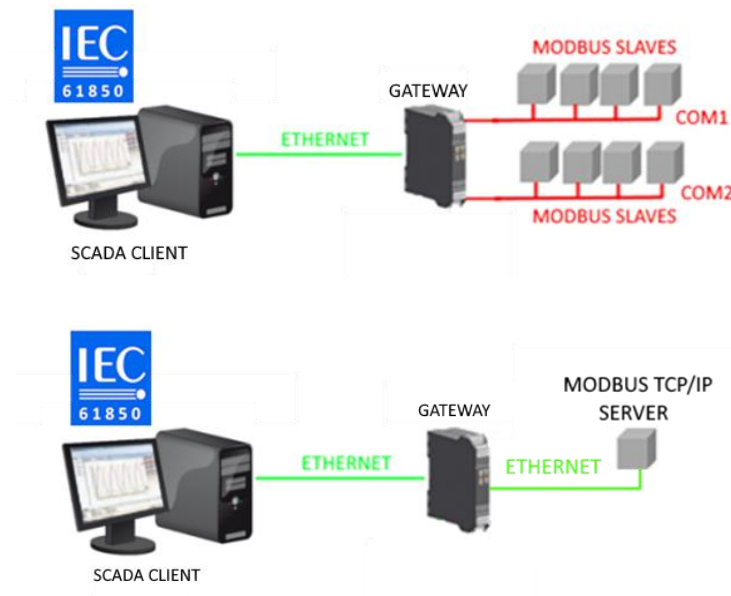 IEC
61850
MODBUS SLAVES
GATEWAY
COM1
ETHERNET
COM2
MODBUS SLAVES
SCADA CLIENT
IEC
61850
MODBUS TCP/IP
SERVER
GATEWAY
ETHERNET
ETHERNET
SCADA CLIENT